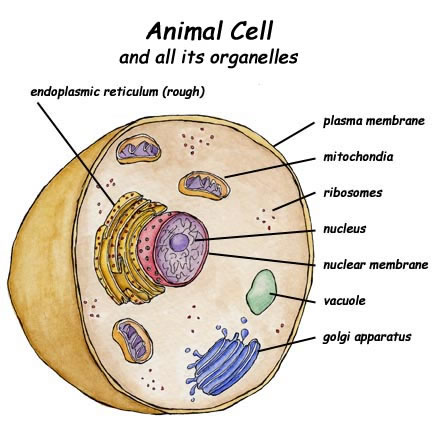 Animal Cell
and all its organelles
endoplasmic reticulum (rough)
plasma membrane
mitochondia
ribosomes
nucleus
nuclear membrane
vacuole
golgi apparatus